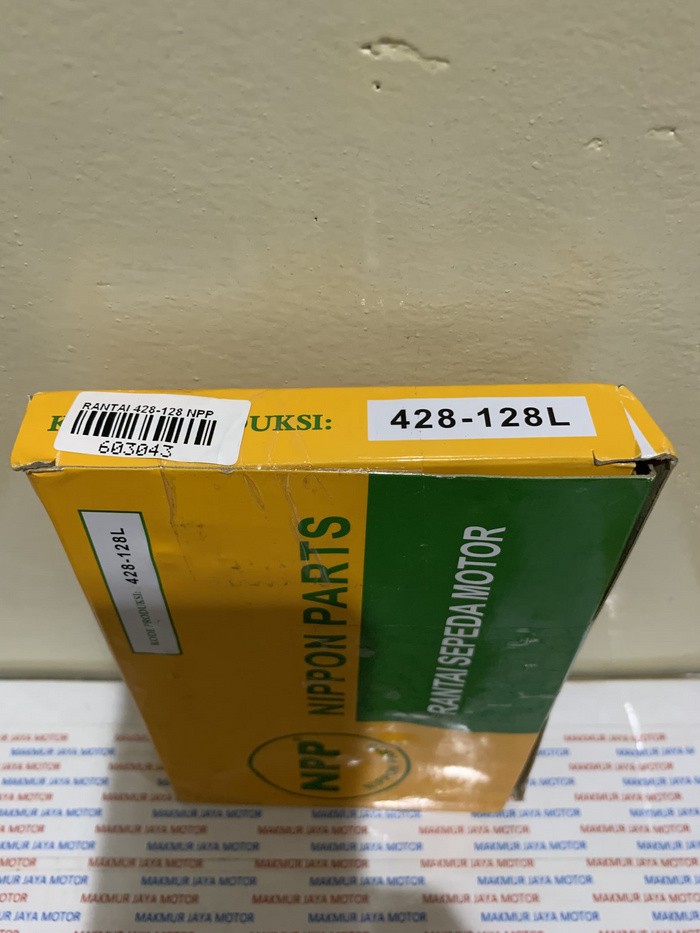 RANTAI 428-128 NPP
603043
DUKSI:
428-128L
KODE PRODUKSI: 428-128L
NIPPON PARTS
RANTAI SEPEDA MOTOR
NPP
MAKMUR JAYA MOTOR